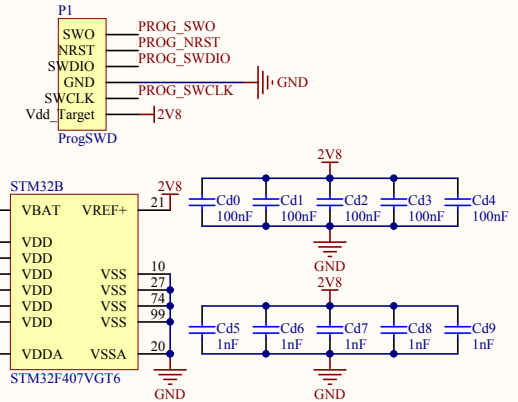 P1
SWO PROG_SWO
NRST PROG_NRST
SWDIO PROG_SWDIO
GND GND
SWCLK PROG_SWCLK
Vdd_Target 2V8
ProgSWD
STM32B
VBAT VREF+ 21 2V8
VDD
VDD
VDD VSS 10
VDD VSS 27
VDD VSS 74
VDD VSS 99
VDDA VSSA 20
STM32F407VGT6
GND
2V8
Cd0 Cd1 Cd2 Cd3 Cd4
100nF 100nF 100nF 100nF 100nF
GND
2V8
Cd5 Cd6 Cd7 Cd8 Cd9
1nF 1nF 1nF 1nF 1nF
GND